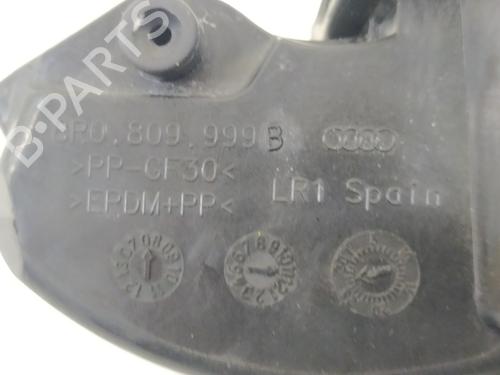 B-PARTS
8R0.809.999 B
>PP-GF30<
>EPDM+PP<
LR1 Spain